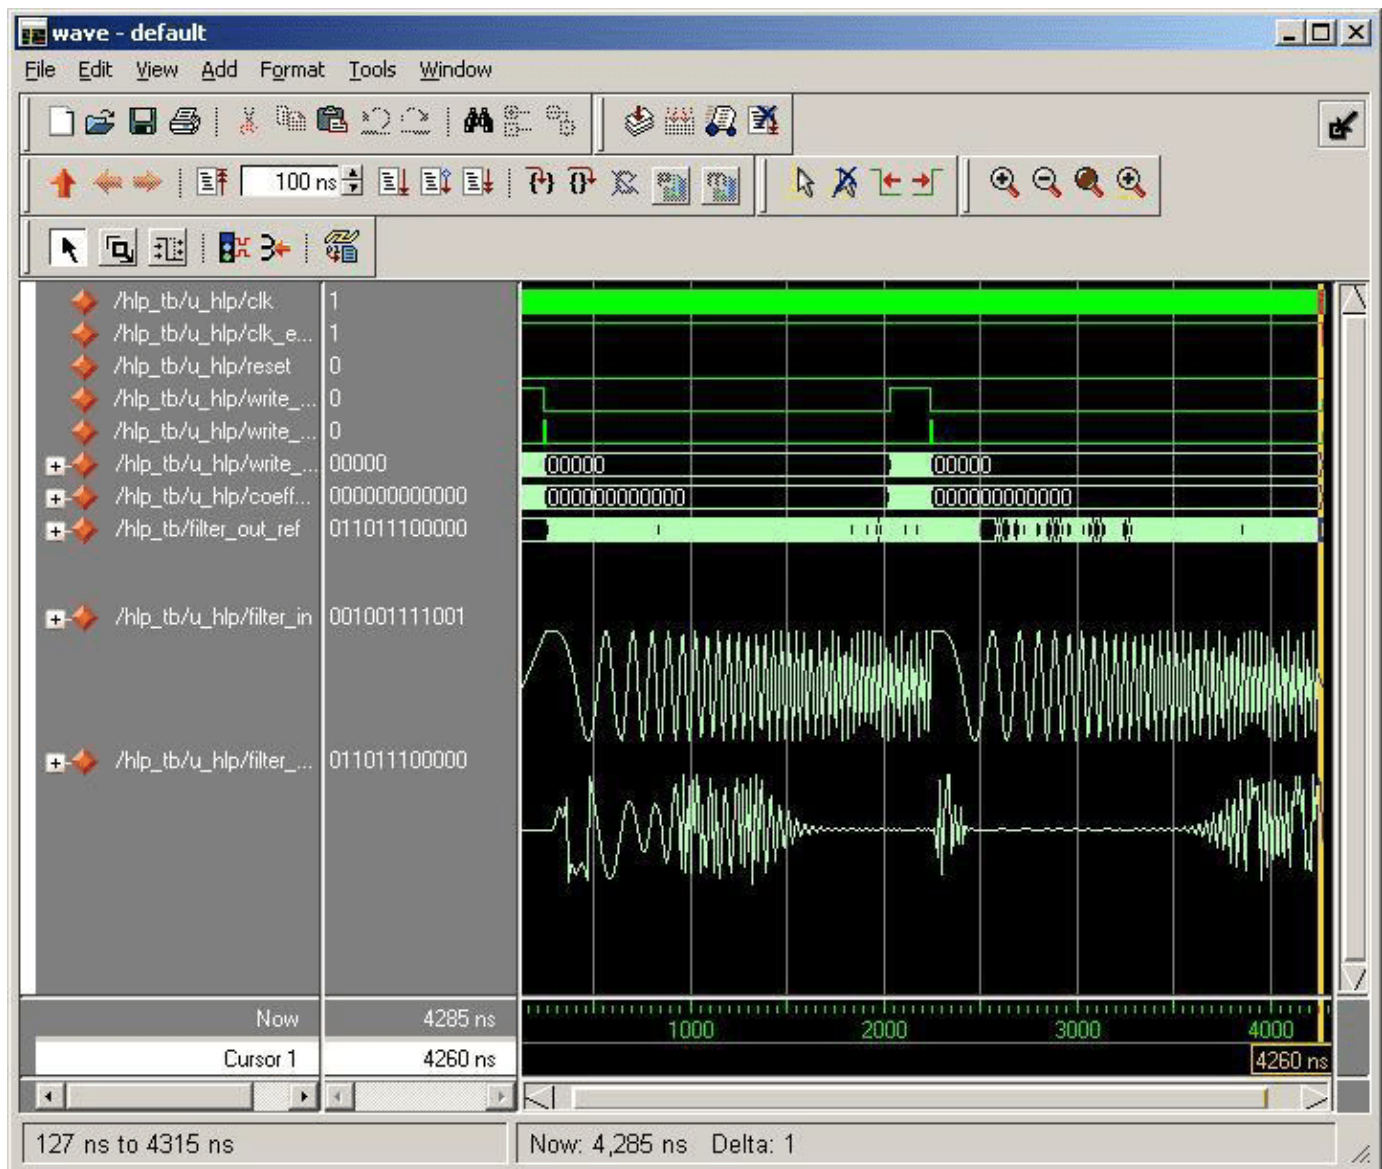 wave - default
File Edit View Add Format Tools Window
100 ns
/hlp_tb/u_hlp/clk 1
/hlp_tb/u_hlp/clk_e... 1
/hlp_tb/u_hlp/reset 0
/hlp_tb/u_hlp/write_... 0
/hlp_tb/u_hlp/write_... 0
/hlp_tb/u_hlp/write_... 00000 00000 00000
/hlp_tb/u_hlp/coeff... 000000000000 000000000000 000000000000
/hlp_tb/filter_out_ref 011011100000
/hlp_tb/u_hlp/filter_in 001001111001
/hlp_tb/u_hlp/filter_... 011011100000
Now 4285 ns 1000 2000 3000 4000
Cursor 1 4260 ns 4260 ns
127 ns to 4315 ns Now: 4,285 ns Delta: 1